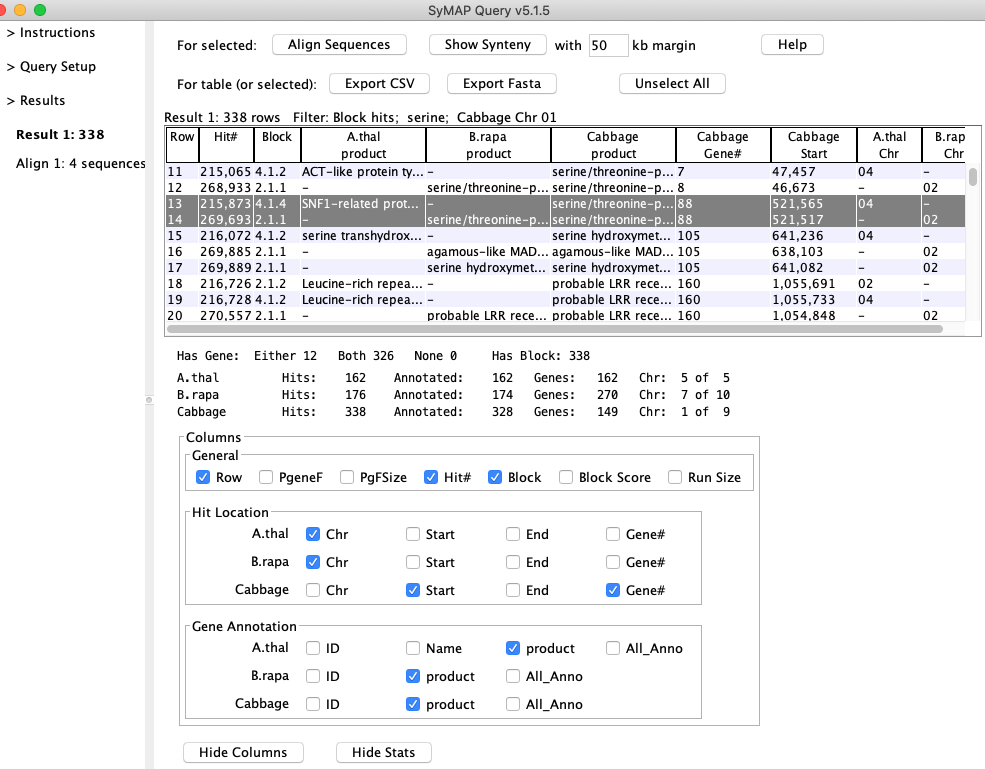 SyMAP Query v5.1.5
> Instructions
> Query Setup
> Results
Result 1: 338
Align 1: 4 sequences
For selected: Align Sequences Show Synteny with 50 kb margin Help
For table (or selected): Export CSV Export Fasta Unselect All
Result 1: 338 rows Filter: Block hits; serine; Cabbage Chr 01
Row Hit# Block A.thal B.rapa Cabbage Cabbage Cabbage A.thal B.rap
product product product Gene# Start Chr Chr
11 215,065 4.1.2 ACT-like protein ty... – serine/threonine-p... 7 47,457 04 –
12 268,933 2.1.1 – serine/threonine-p... serine/threonine-p... 8 46,673 – 02
13 215,873 4.1.4 SNF1-related prot... – serine/threonine-p... 88 521,565 04 –
14 269,693 2.1.1 – serine/threonine-p... serine/threonine-p... 88 521,517 – 02
15 216,072 4.1.2 serine transhydrox... – serine hydroxymet... 105 641,236 04 –
16 269,885 2.1.1 – agamous-like MAD... agamous-like MAD... 105 638,103 – 02
17 269,889 2.1.1 – serine hydroxymet... serine hydroxymet... 105 641,082 – 02
18 216,726 2.1.2 Leucine-rich repea... – probable LRR rece... 160 1,055,691 02 –
19 216,728 4.1.2 Leucine-rich repea... – probable LRR rece... 160 1,055,733 04 –
20 270,557 2.1.1 – probable LRR rece... probable LRR rece... 160 1,054,848 – 02
Has Gene: Either 12 Both 326 None 0 Has Block: 338
A.thal Hits: 162 Annotated: 162 Genes: 162 Chr: 5 of 5
B.rapa Hits: 176 Annotated: 174 Genes: 270 Chr: 7 of 10
Cabbage Hits: 338 Annotated: 328 Genes: 149 Chr: 1 of 9
Columns
General
Row PgeneF PgFSize Hit# Block Block Score Run Size
Hit Location
A.thal Chr Start End Gene#
B.rapa Chr Start End Gene#
Cabbage Chr Start End Gene#
Gene Annotation
A.thal ID Name product All_Anno
B.rapa ID product All_Anno
Cabbage ID product All_Anno
Hide Columns Hide Stats